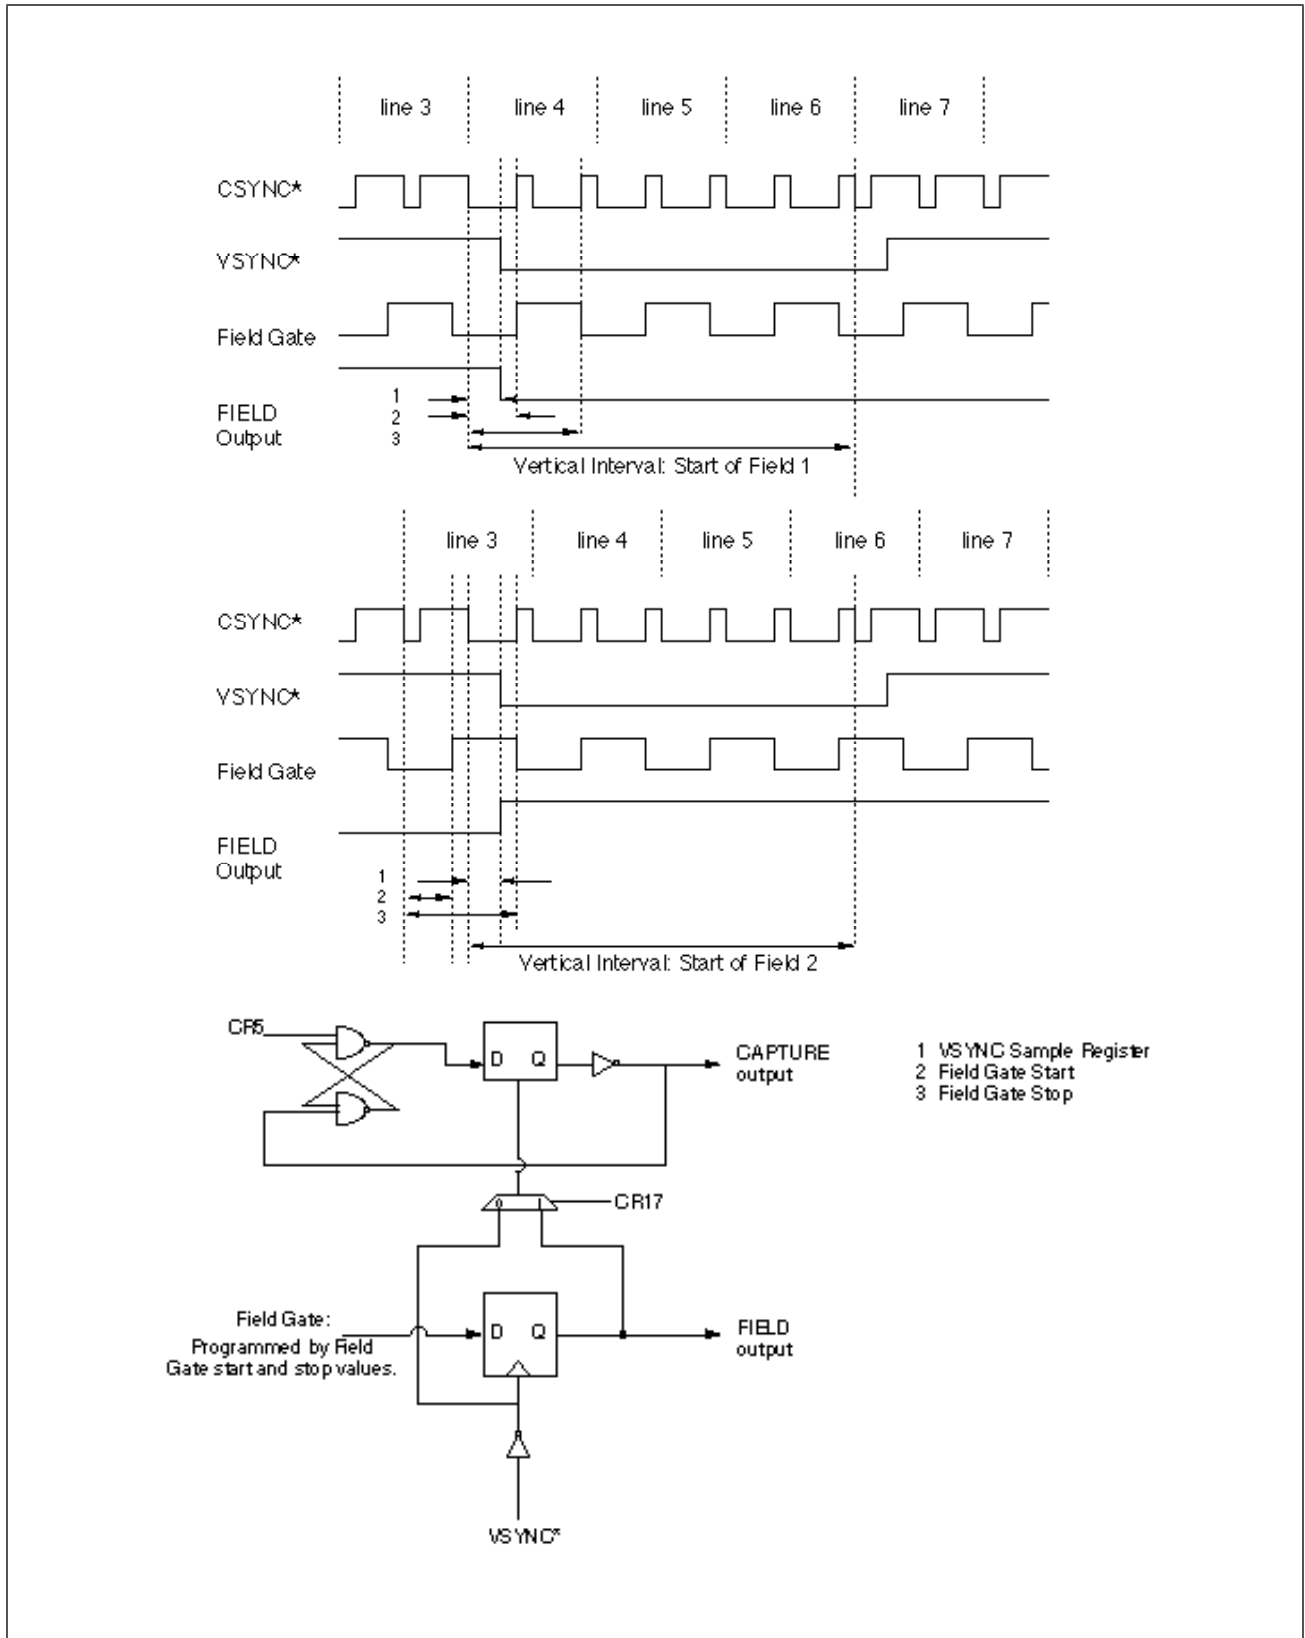 line 3 line 4 line 5 line 6 line 7
CSYNC*
VSYNC*
Field Gate
FIELD
Output
1
2
3
Vertical Interval: Start of Field 1
line 3 line 4 line 5 line 6 line 7
CSYNC*
VSYNC*
Field Gate
FIELD
Output
1
2
3
Vertical Interval: Start of Field 2
CR5
D Q
CAPTURE
output
1 VSYNC Sample Register
2 Field Gate Start
3 Field Gate Stop
0 1
CR17
Field Gate:
Programmed by Field
Gate start and stop values.
D Q
FIELD
output
VSYNC*